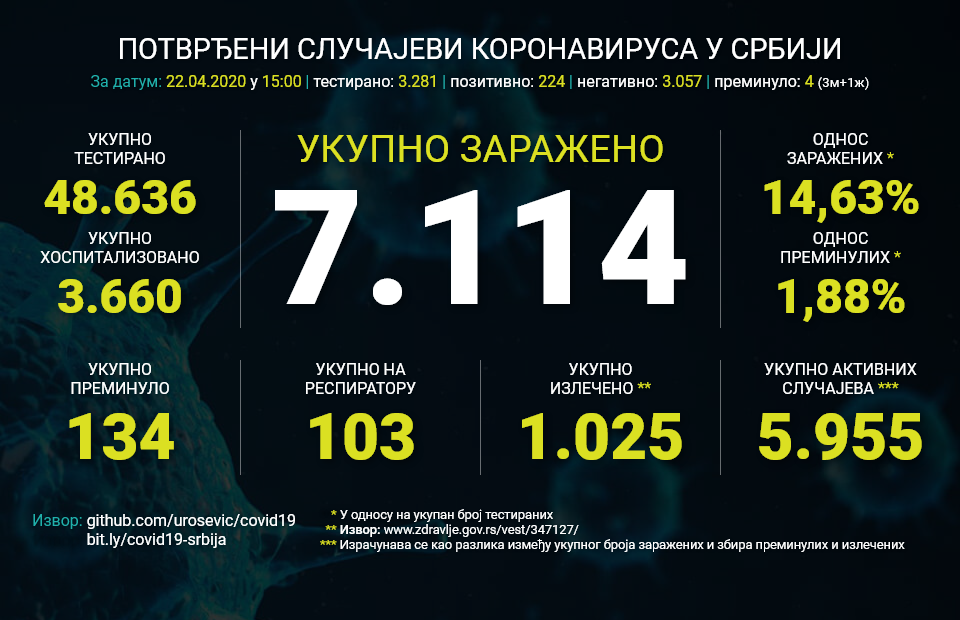 ПОТВРЂЕНИ СЛУЧАЈЕВИ КОРОНАВИРУСА У СРБИЈИ
За датум: 22.04.2020 у 15:00 | тестирано: 3.281 | позитивно: 224 | негативно: 3.057 | преминуло: 4 (3м+1ж)
УКУПНО
ТЕСТИРАНО
48.636
УКУПНО
ХОСПИТАЛИЗОВАНО
3.660
УКУПНО ЗАРАЖЕНО
7.114
ОДНОС
ЗАРАЖЕНИХ *
14,63%
ОДНОС
ПРЕМИНУЛИХ *
1,88%
УКУПНО
ПРЕМИНУЛО
134
УКУПНО НА
РЕСПИРАТОРУ
103
УКУПНО
ИЗЛЕЧЕНО **
1.025
УКУПНО АКТИВНИХ
СЛУЧАЈЕВА ***
5.955
Извор: github.com/urosevic/covid19
bit.ly/covid19-srbija
* У односу на укупан број тестираних
** Извор: www.zdravlje.gov.rs/vest/347127/
*** Израчунава се као разлика између укупног броја заражених и збира преминулих и излечених